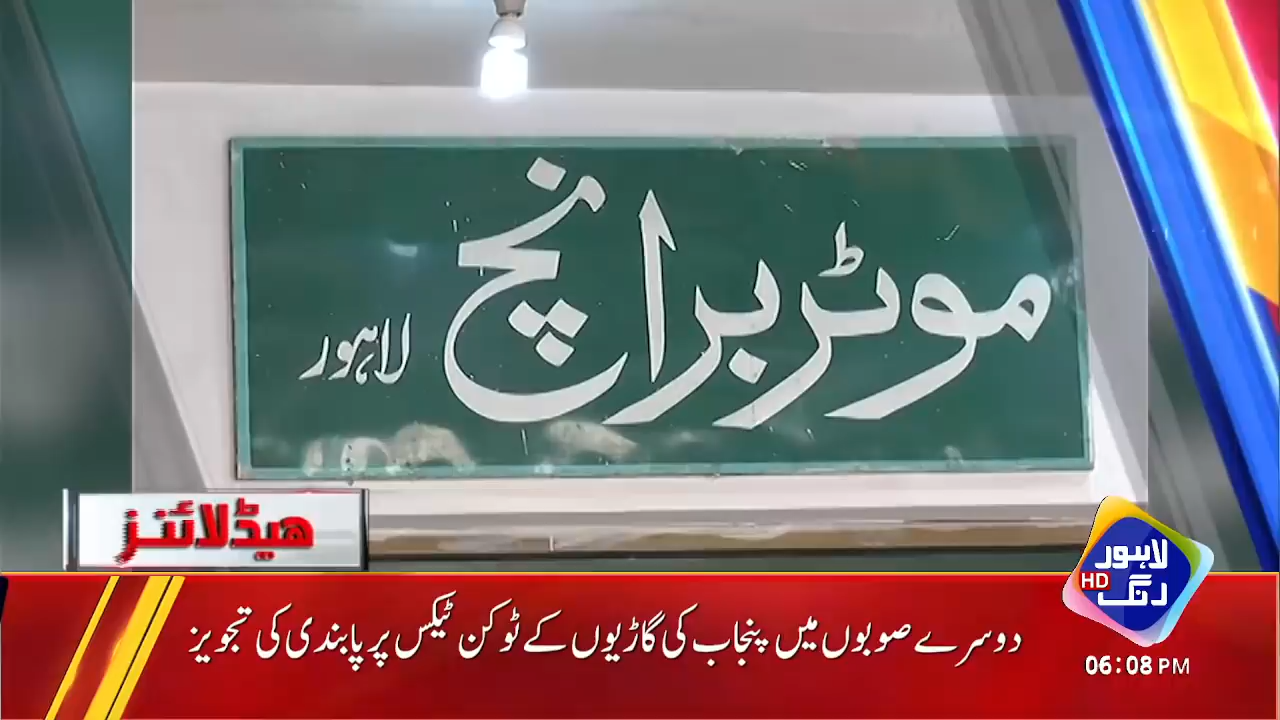 موٹر برانچ
لاہور
ہیڈلائنز
لاہور
رنگ
HD
دوسرے صوبوں میں پنجاب کی گاڑیوں کے ٹوکن ٹیکس پر پابندی کی تجویز
06:08 PM